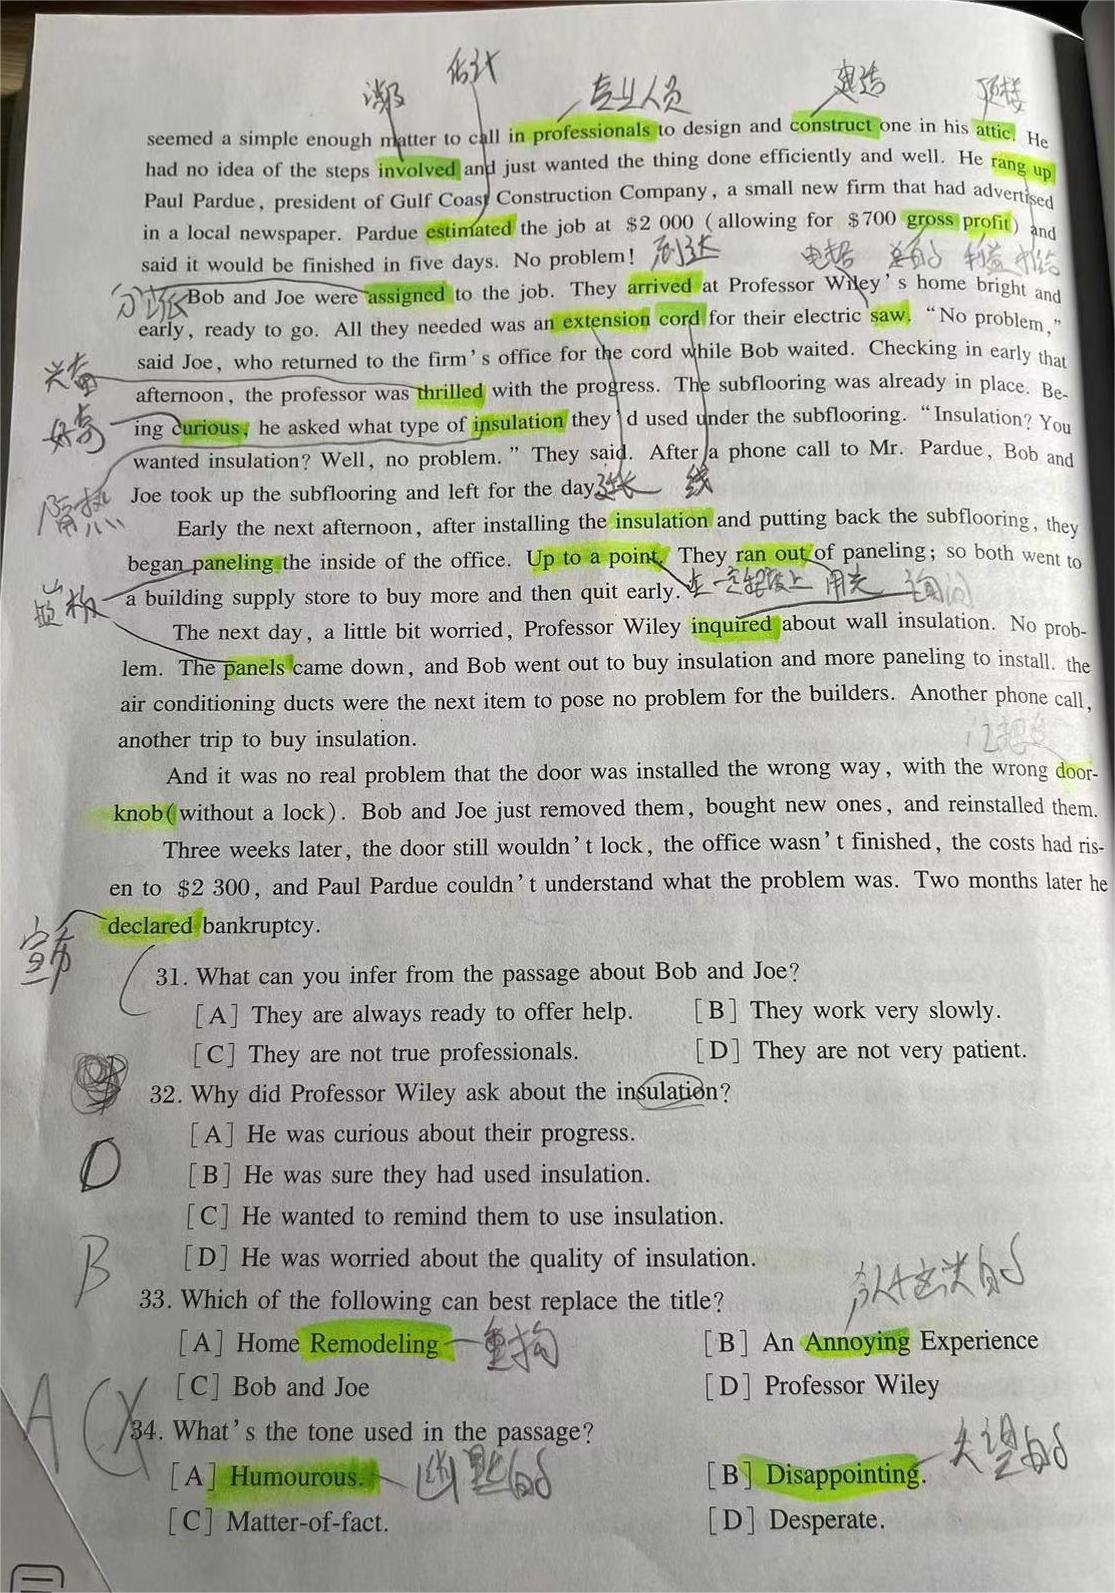 涉及 估计 专业人员 建造 顶楼
seemed a simple enough matter to call in professionals to design and construct one in his attic. He
had no idea of the steps involved and just wanted the thing done efficiently and well. He rang up
Paul Pardue, president of Gulf Coast Construction Company, a small new firm that had advertised
in a local newspaper. Pardue estimated the job at $2 000 (allowing for $700 gross profit) and
said it would be finished in five days. No problem! 到达 电锯 总的 利益
分派 Bob and Joe were assigned to the job. They arrived at Professor Wiley's home bright and
early, ready to go. All they needed was an extension cord for their electric saw. "No problem,"
said Joe, who returned to the firm's office for the cord while Bob waited. Checking in early that
兴奋
afternoon, the professor was thrilled with the progress. The subflooring was already in place. Be-
好奇 ing curious, he asked what type of insulation they'd used under the subflooring. "Insulation? You
wanted insulation? Well, no problem." They said. After a phone call to Mr. Pardue, Bob and
Joe took up the subflooring and left for the day. 延长 线
隔热
Early the next afternoon, after installing the insulation and putting back the subflooring, they
began paneling the inside of the office. Up to a point. They ran out of paneling; so both went to
镶板 a building supply store to buy more and then quit early. 在一定程度上 用完 询问
The next day, a little bit worried, Professor Wiley inquired about wall insulation. No prob-
lem. The panels came down, and Bob went out to buy insulation and more paneling to install. the
air conditioning ducts were the next item to pose no problem for the builders. Another phone call,
another trip to buy insulation.
门把手
And it was no real problem that the door was installed the wrong way, with the wrong door-
knob(without a lock). Bob and Joe just removed them, bought new ones, and reinstalled them.
Three weeks later, the door still wouldn't lock, the office wasn't finished, the costs had ris-
en to $2 300, and Paul Pardue couldn't understand what the problem was. Two months later he
declared bankruptcy.
宣布
C 31. What can you infer from the passage about Bob and Joe?
[A] They are always ready to offer help. [B] They work very slowly.
[C] They are not true professionals. [D] They are not very patient.
32. Why did Professor Wiley ask about the insulation?
[A] He was curious about their progress.
D [B] He was sure they had used insulation.
[C] He wanted to remind them to use insulation.
B [D] He was worried about the quality of insulation.
33. Which of the following can best replace the title? 令人讨厌的
[A] Home Remodeling 重构 [B] An Annoying Experience
[C] Bob and Joe [D] Professor Wiley
A 34. What's the tone used in the passage?
[A] Humourous. 幽默的 [B] Disappointing. 失望的
[C] Matter-of-fact. [D] Desperate.